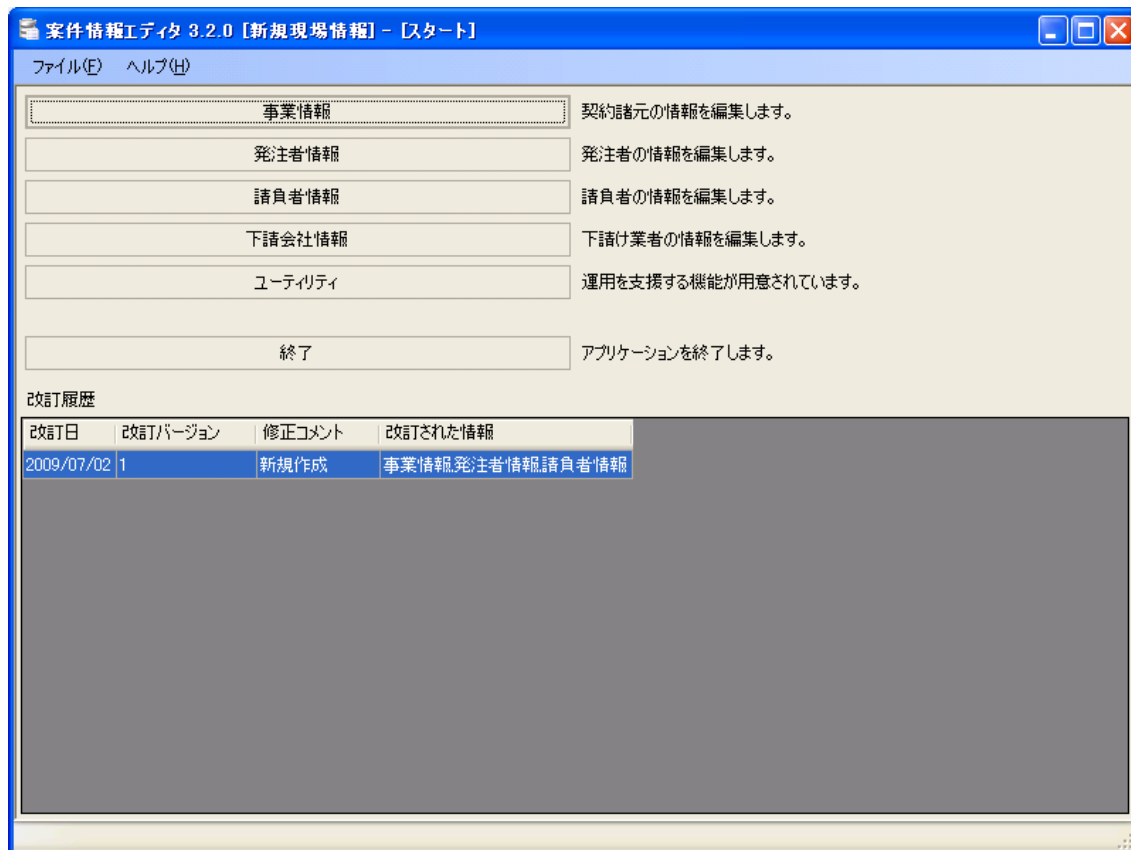 案件情報エディタ 3.2.0 [新規現場情報] - [スタート]
ファイル(F) ヘルプ(H)
事業情報 契約諸元の情報を編集します。
発注者情報 発注者の情報を編集します。
請負者情報 請負者の情報を編集します。
下請会社情報 下請け業者の情報を編集します。
ユーティリティ 運用を支援する機能が用意されています。
終了 アプリケーションを終了します。
改訂履歴
改訂日 改訂バージョン 修正コメント 改訂された情報
2009/07/02 1 新規作成 事業情報,発注者情報,請負者情報